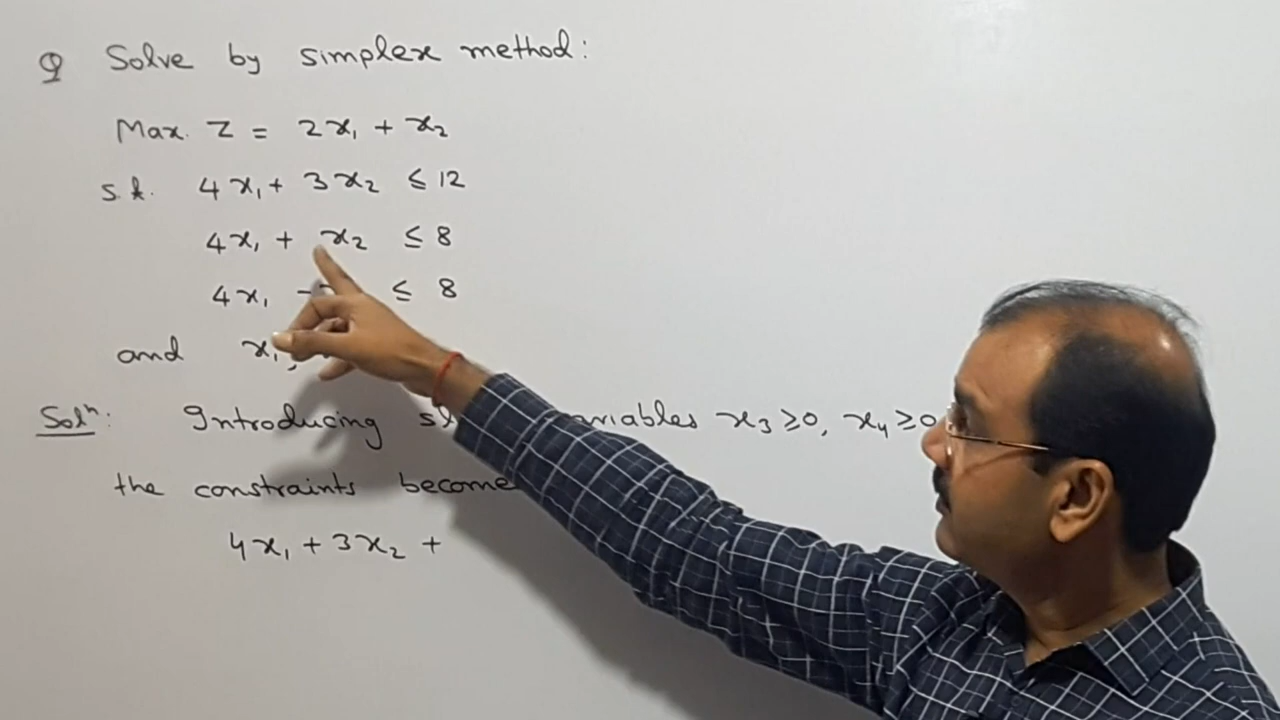 Q Solve by simplex method:
Max. Z = 2x₁ + x₂
s.t. 4x₁ + 3x₂ ≤ 12
4x₁ + x₂ ≤ 8
4x₁ - ≤ 8
and x₁,
Solⁿ: Introducing variables x₃ ≥0, x₄ ≥0
the constraints become
4x₁ + 3x₂ +